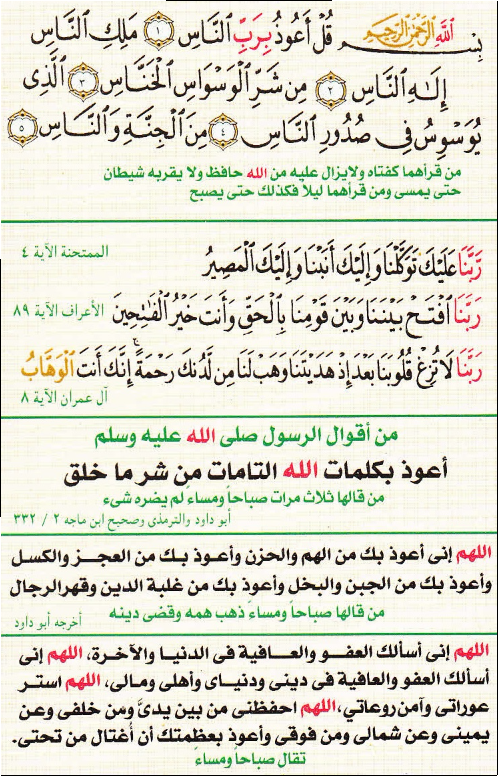 بِسْمِ اللَّهِ الرَّحْمَٰنِ الرَّحِيمِ قُلْ أَعُوذُ بِرَبِّ النَّاسِ ١ مَلِكِ النَّاسِ
إِلَٰهِ النَّاسِ ٢ مِن شَرِّ الْوَسْوَاسِ الْخَنَّاسِ ٣ الَّذِى
يُوَسْوِسُ فِى صُدُورِ النَّاسِ ٤ مِنَ الْجِنَّةِ وَالنَّاسِ ٥
من قرأهما كفتاه ولايزال عليه من الله حافظ ولا يقربه شيطان
حتى يمسى ومن قرأهما ليلا فكذلك حتى يصبح
رَّبَّنَا عَلَيْكَ تَوَكَّلْنَا وَإِلَيْكَ أَنَبْنَا وَإِلَيْكَ الْمَصِيرُ الممتحنة الآية ٤
رَبَّنَا افْتَحْ بَيْنَنَا وَبَيْنَ قَوْمِنَا بِالْحَقِّ وَأَنتَ خَيْرُ الْفَاتِحِينَ الأعراف الآية ٨٩
رَبَّنَا لَا تُزِغْ قُلُوبَنَا بَعْدَ إِذْ هَدَيْتَنَا وَهَبْ لَنَا مِن لَّدُنكَ رَحْمَةً إِنَّكَ أَنتَ الْوَهَّابُ
آل عمران الآية ٨
من أقوال الرسول صلى الله عليه وسلم
أعوذ بكلمات الله التامات من شر ما خلق
من قالها ثلاث مرات صباحاً ومساءً لم يضره شىء
أبو داود والترمذى وصحيح ابن ماجه ٢ / ٣٣٢
اللهم إنى أعوذ بك من الهم والحزن وأعوذ بك من العجز والكسل
وأعوذ بك من الجبن والبخل وأعوذ بك من غلبة الدين وقهرالرجال
من قالها صباحاً ومساءً ذهب همه وقضى دينه
أخرجه أبو داود
اللهم إنى أسألك العفو والعافية فى الدنيا والآخرة، اللهم إنى
أسألك العفو والعافية فى دينى ودنياى وأهلى ومالى، اللهم استر
عوراتى وآمن روعاتي، اللهم احفظنى من بين يدىَّ ومن خلفى وعن
يمينى وعن شمالى ومن فوقى وأعوذ بعظمتك أن أغتال من تحتى.
تقال صباحاً ومساءً